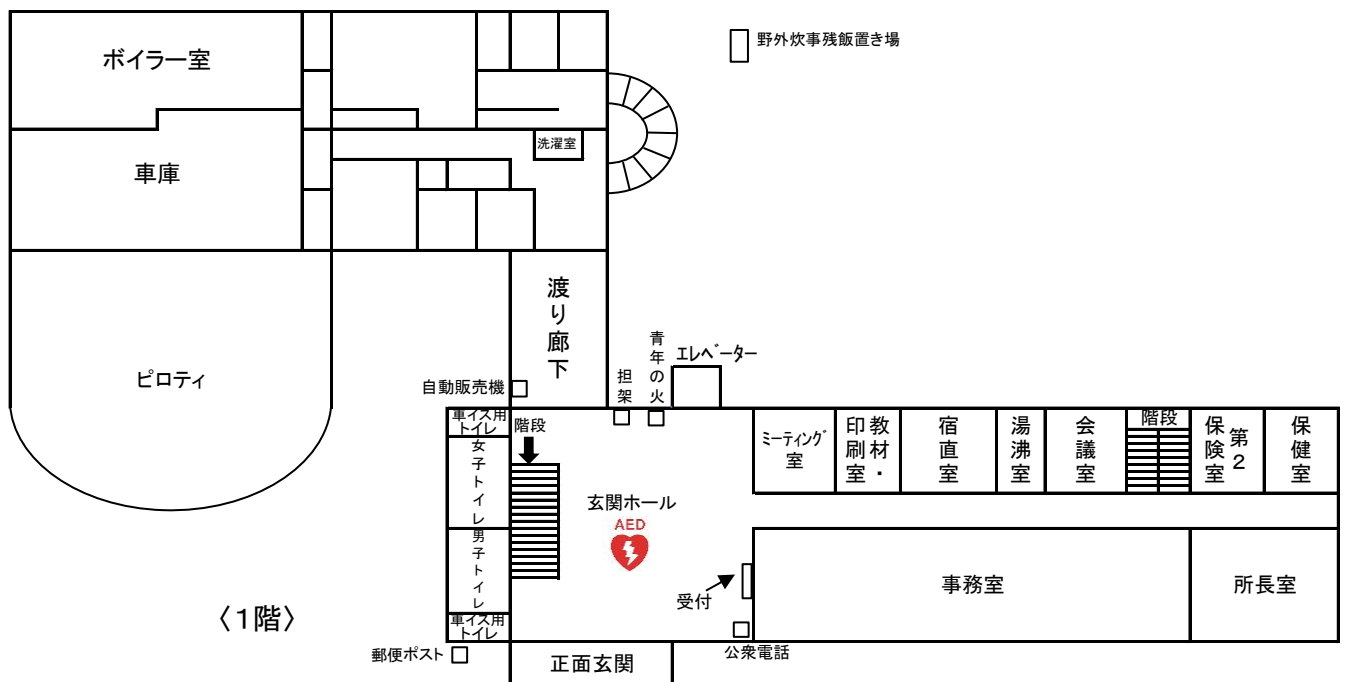 野外炊事残飯置き場
ボイラー室
洗濯室
車庫
渡り廊下
青年の火
エレベーター
担架
ピロティ
自動販売機
車イス用
トイレ
階段
女子トイレ
ミーティング
室
教材・
印刷室
宿直室
湯沸室
会議室
階段
第2
保険室
保健室
玄関ホール
AED
男子トイレ
事務室
所長室
受付
〈1階〉
車イス用
トイレ
公衆電話
郵便ポスト
正面玄関